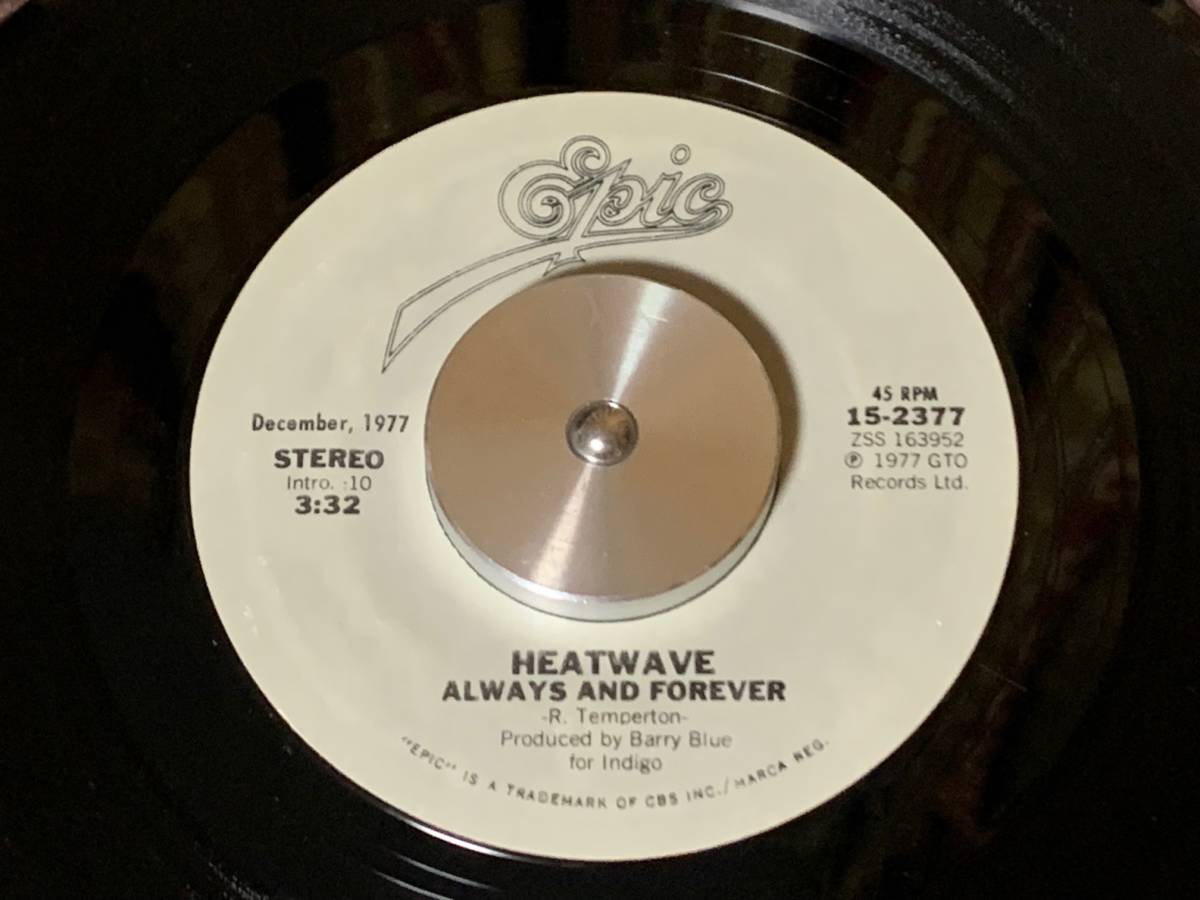 Epic
December, 1977
STEREO
Intro. :10
3:32
45 RPM
15-2377
ZSS 163952
℗ 1977 GTO
Records Ltd.
HEATWAVE
ALWAYS AND FOREVER
-R. Temperton-
Produced by Barry Blue
for Indigo
"EPIC" IS A TRADEMARK OF CBS INC./MARCA REG.